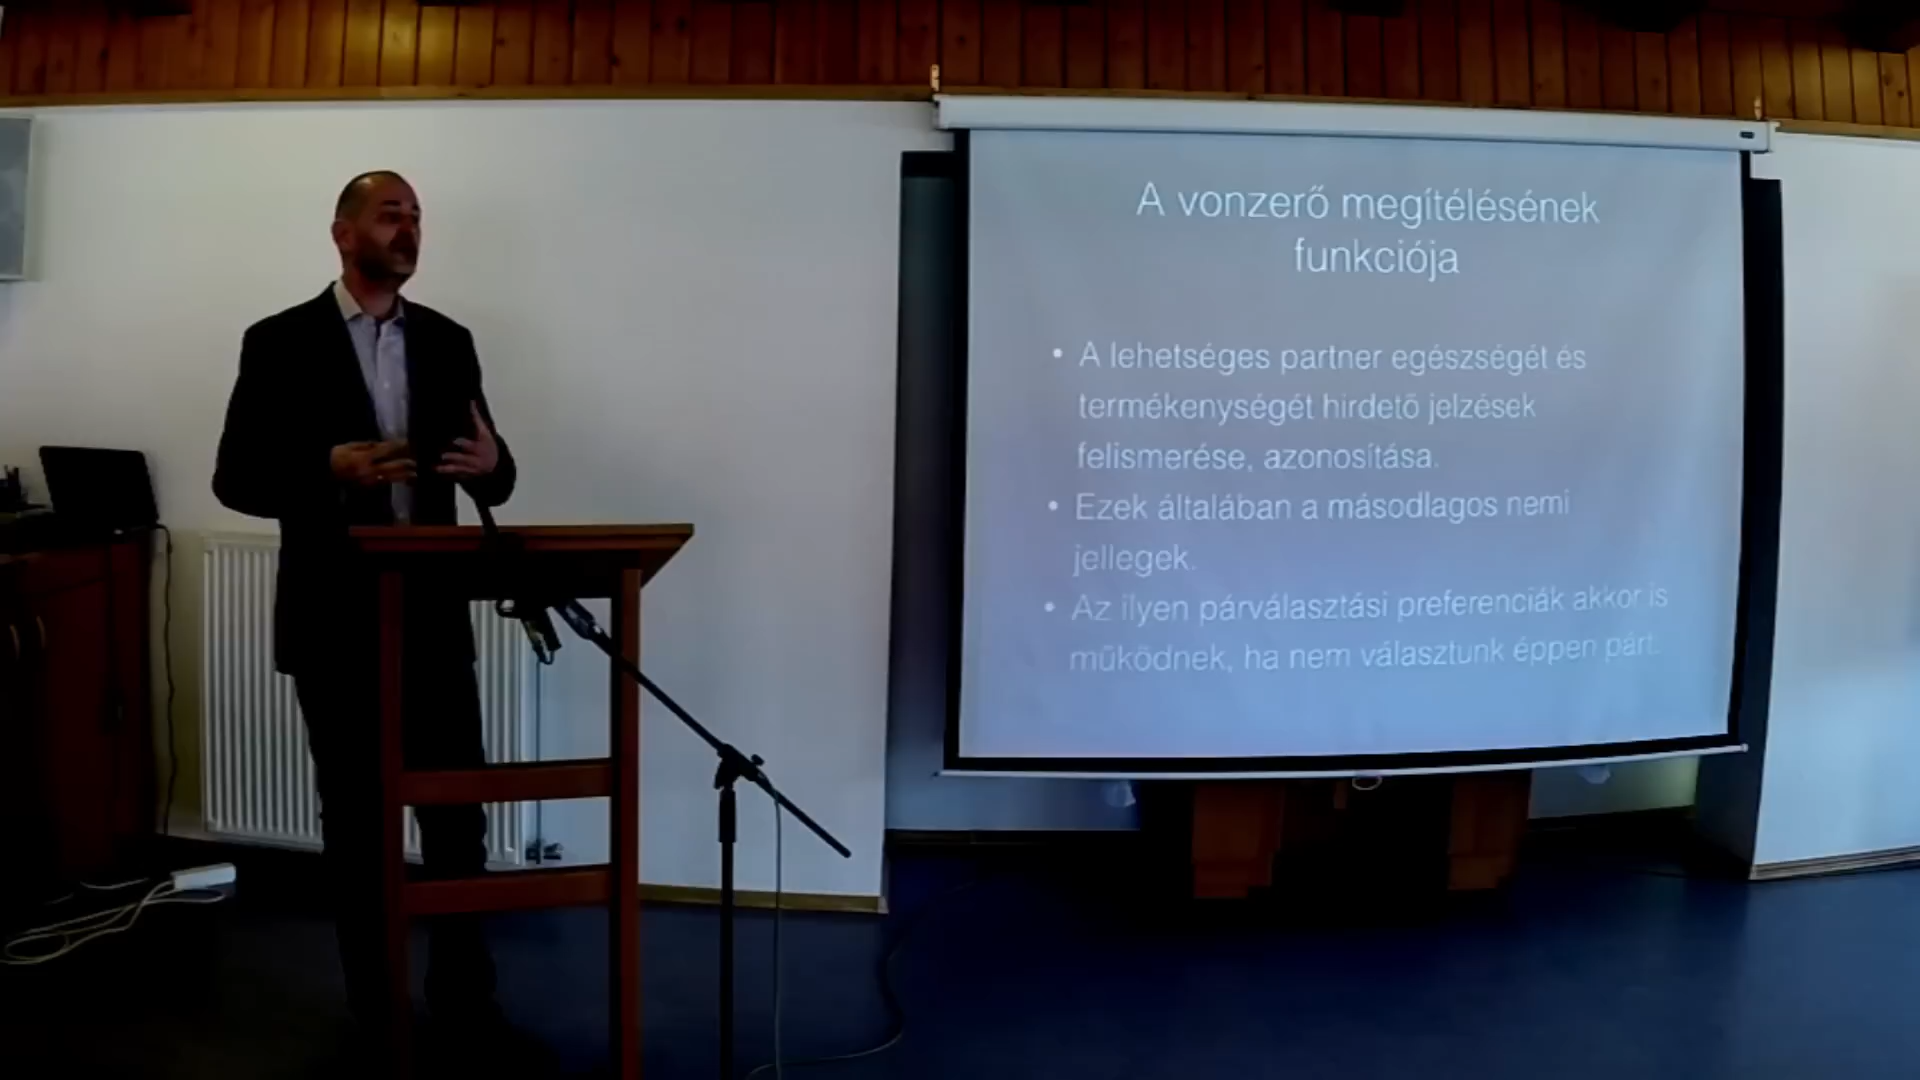 A vonzerő megítélésének
funkciója
• A lehetséges partner egészségét és
termékenységét hirdető jelzések
felismerése, azonosítása.
• Ezek általában a másodlagos nemi
jellegek.
• Az ilyen párválasztási preferenciák akkor is
működnek, ha nem választunk éppen párt.